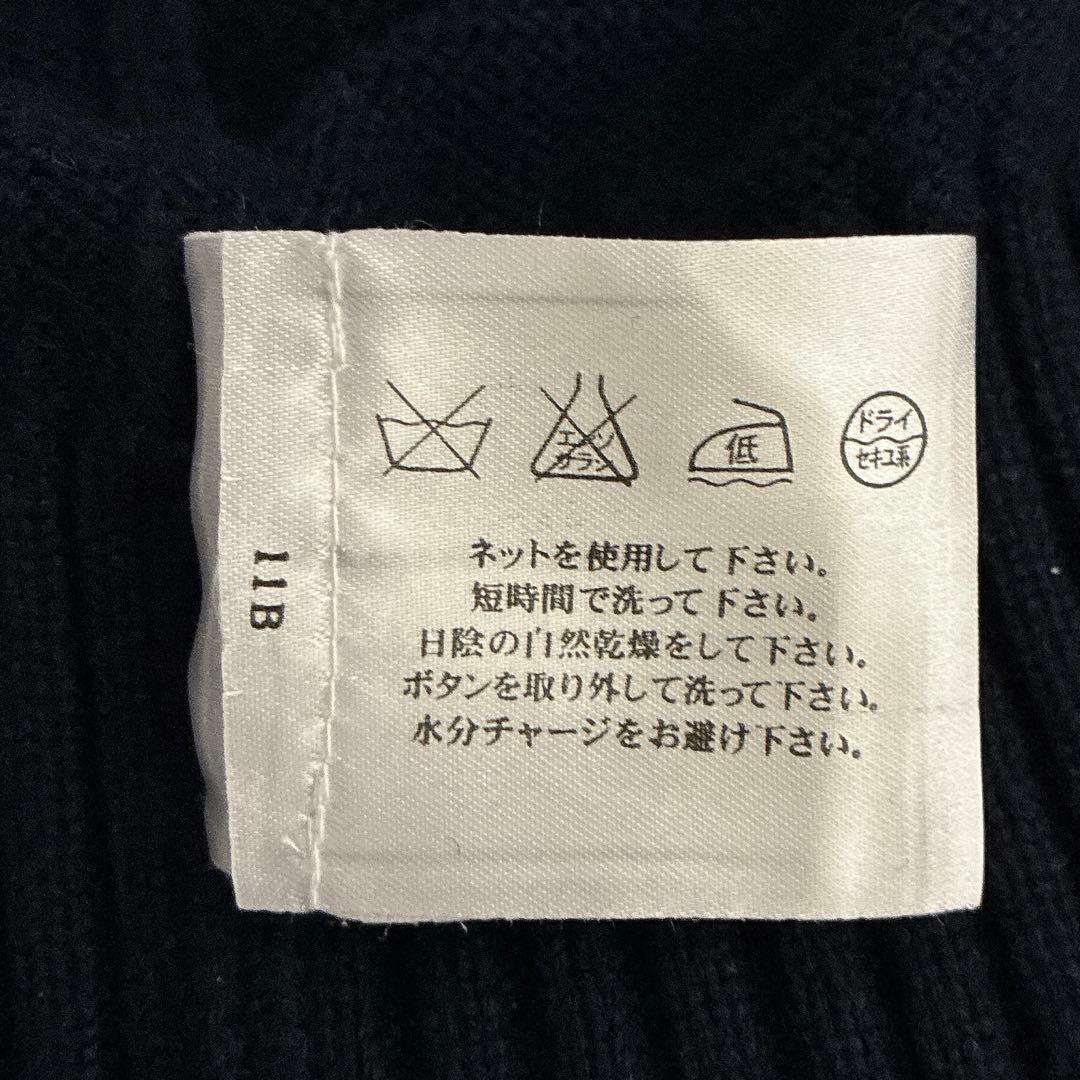 エンソ
サラシ
低
ドライ
セキユ系
ネットを使用して下さい。
短時間で洗って下さい。
日陰の自然乾燥をして下さい。
ボタンを取り外して洗って下さい。
水分チャージをお避け下さい。
11B